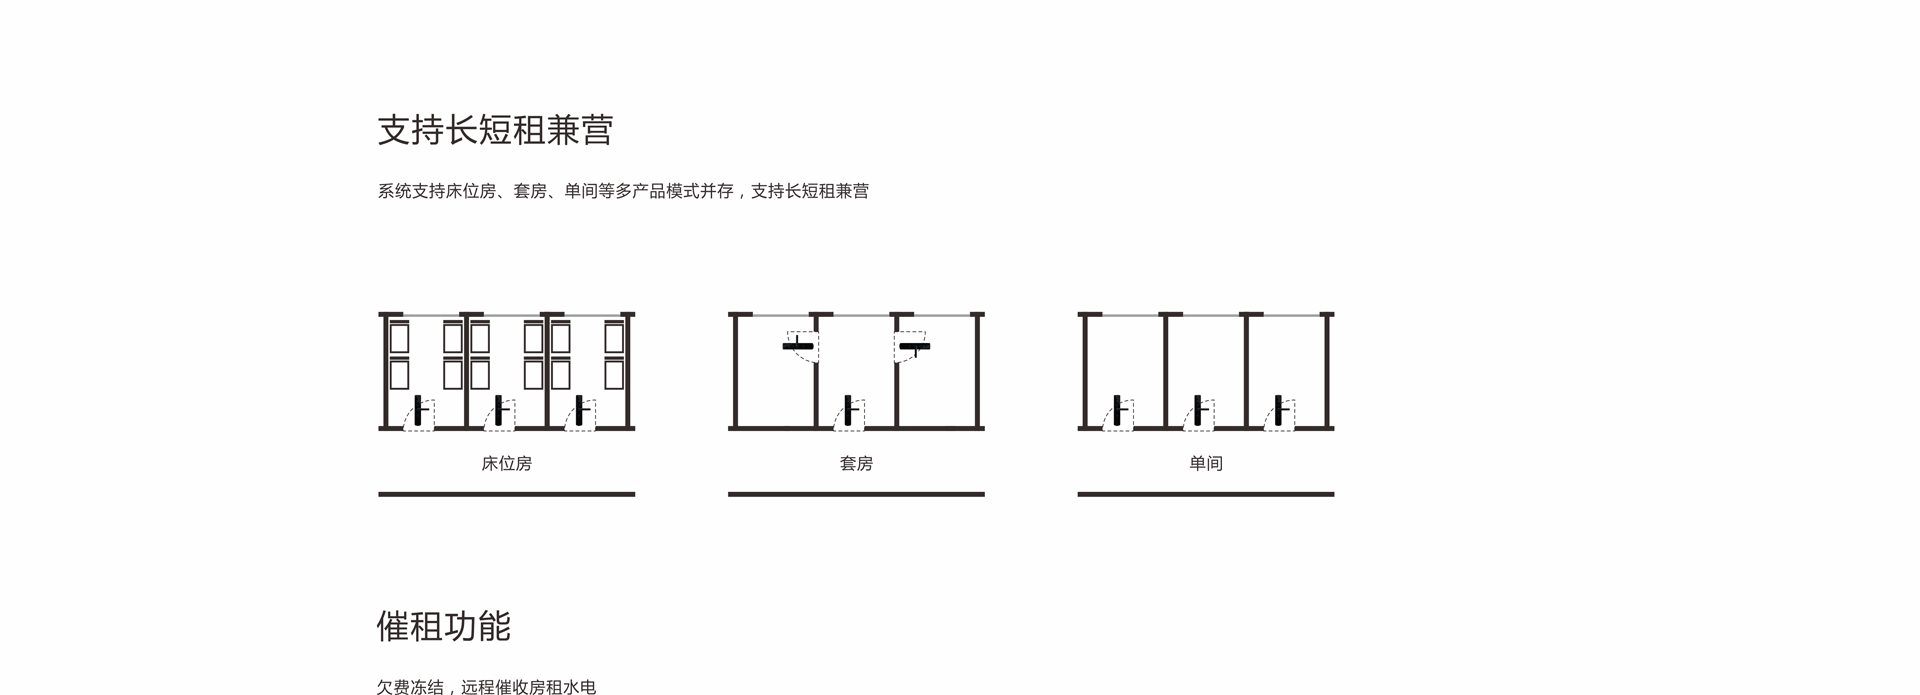 支持长短租兼营
系统支持床位房、套房、单间等多产品模式并存，支持长短租兼营
床位房
套房
单间
催租功能
欠费冻结，远程催收房租水电